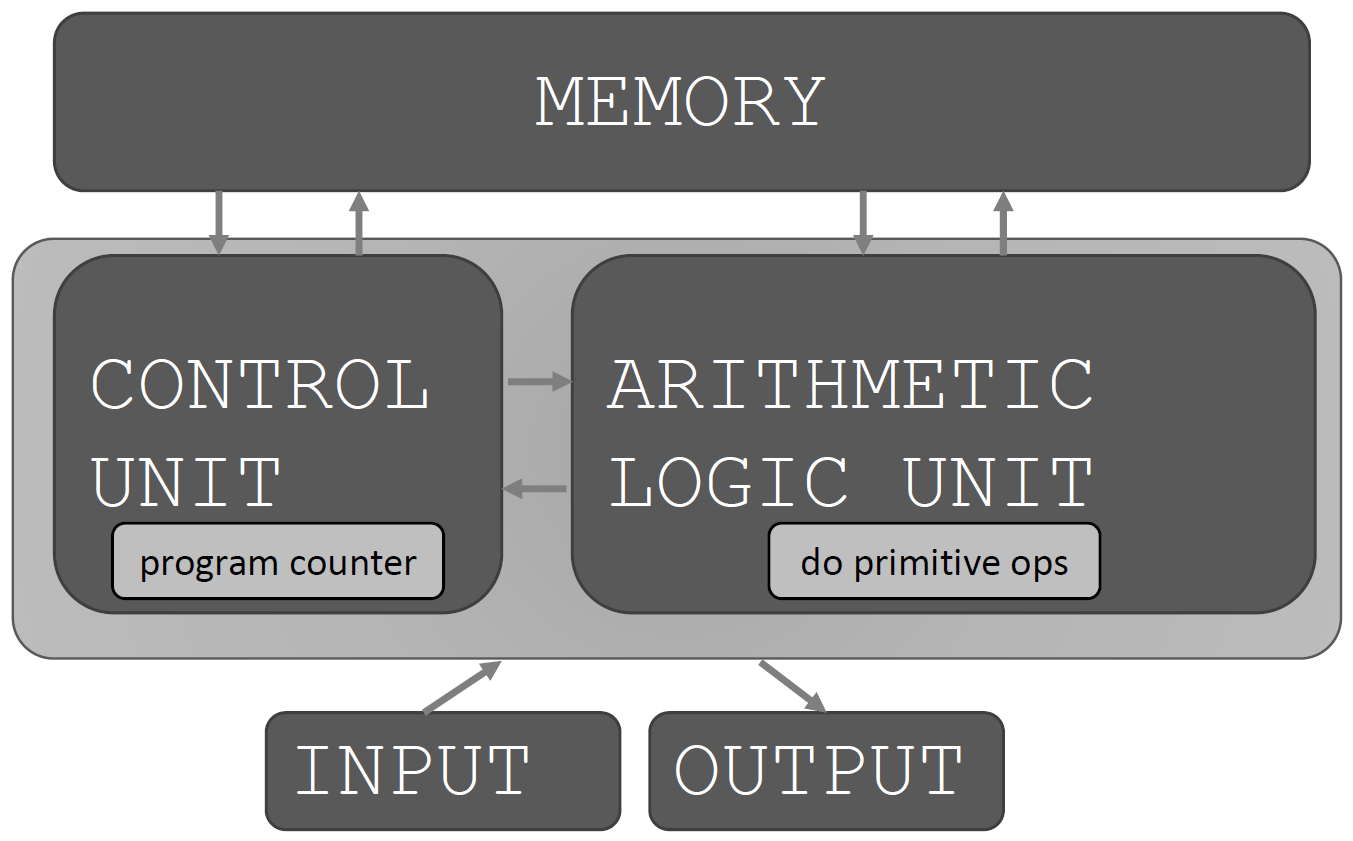 MEMORY
CONTROL
UNIT
program counter
ARITHMETIC
LOGIC UNIT
do primitive ops
INPUT
OUTPUT